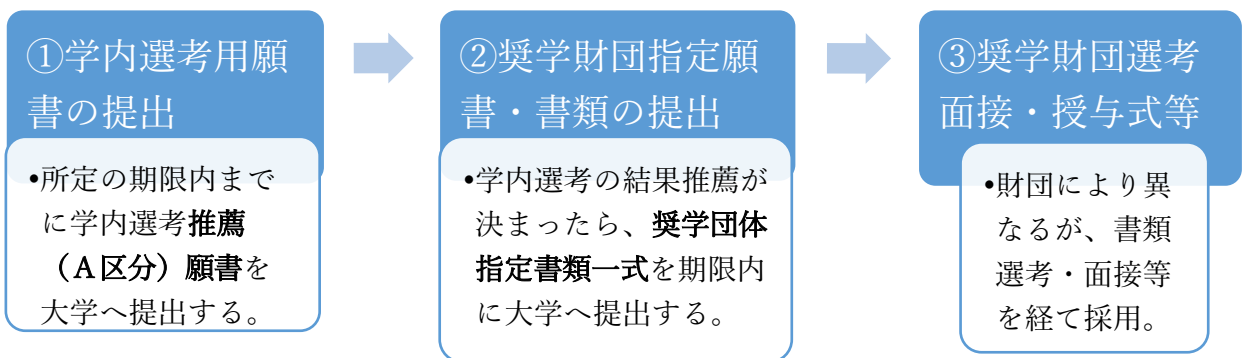 ①学内選考用願
書の提出
•所定の期限内まで
に学内選考推薦
（A区分）願書を
大学へ提出する。
②奨学財団指定願
書・書類の提出
•学内選考の結果推薦が
決まったら、奨学団体
指定書類一式を期限内
に大学へ提出する。
③奨学財団選考
面接・授与式等
•財団により異
なるが、書類
選考・面接等
を経て採用。